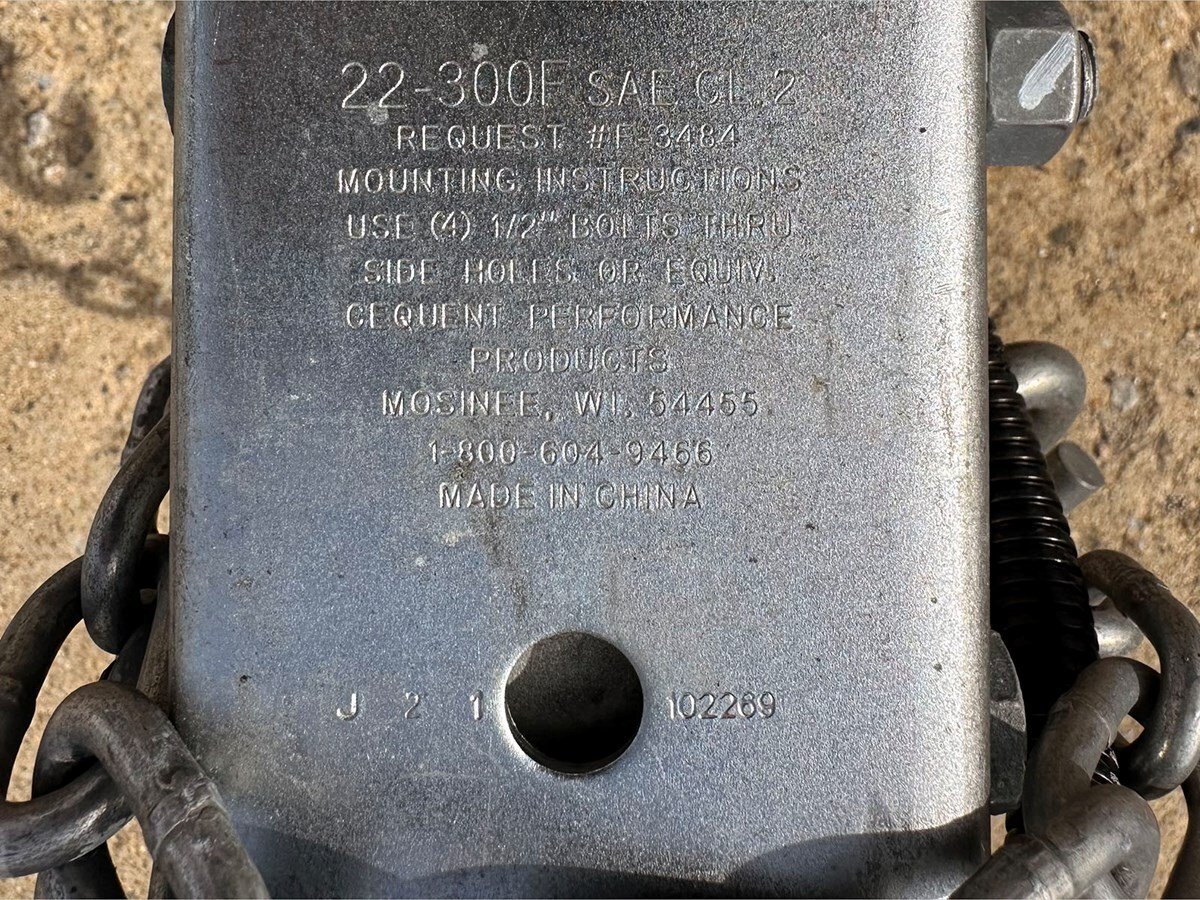 22-300F SAE CL.2
REQUEST #F-3484
MOUNTING INSTRUCTIONS
USE (4) 1/2" BOLTS THRU
SIDE HOLES OR EQUIV.
CEQUENT PERFORMANCE
PRODUCTS
MOSINEE, WI. 54455
1-800-604-9466
MADE IN CHINA
J 2 1 102269